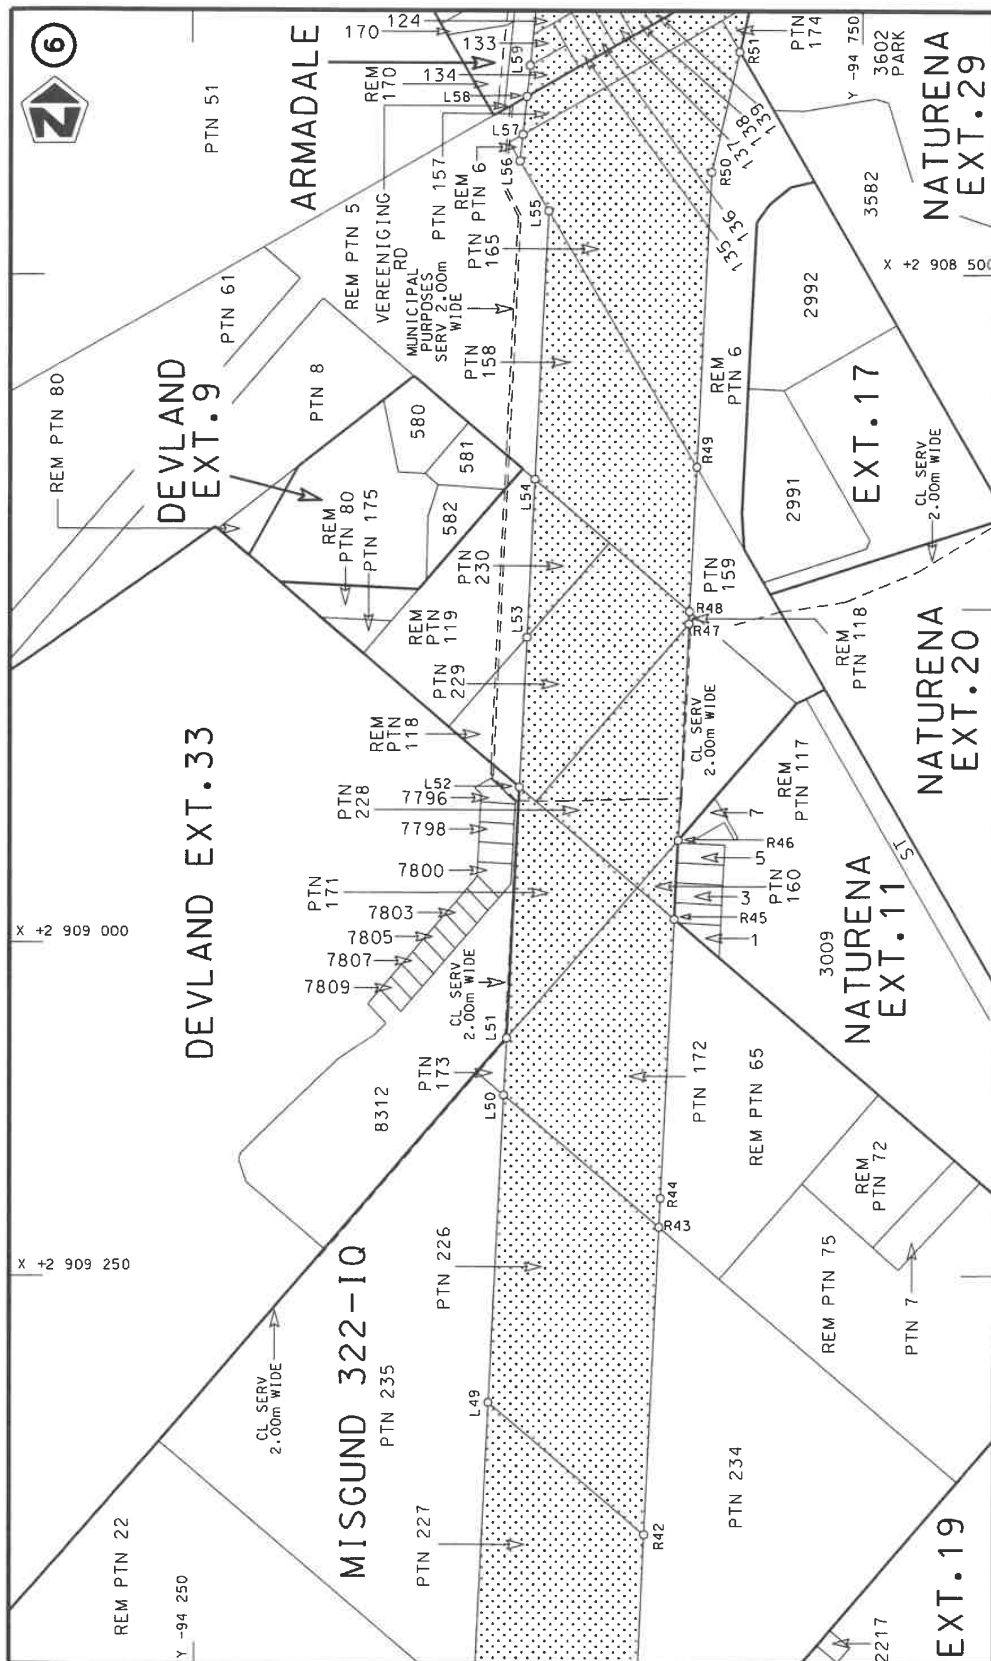 6
N
PTN 51
ARMADALE
124
170
133
L59
134
REM
170
L58
L57
L56
L55
PTN 157
REM
PTN 6
PTN
165
VEREENIGING
RD
REM PTN 5
MUNICIPAL
PURPOSES
SERV 2.00m
WIDE
PTN 61
PTN
158
PTN 8
REM PTN 80
DEVLAND
EXT.9
580
581
582
REM
PTN 80
PTN 175
L54
PTN
230
REM
PTN
119
L53
PTN
229
REM
PTN
118
L52
PTN
228
7796
7798
7800
PTN
171
7803
7805
7807
7809
DEVLAND EXT.33
X +2 909 000
CL SERV
2.00m WIDE
L51
PTN
173
L50
8312
X +2 909 250
PTN 226
MISGUND 322-IQ
CL SERV
2.00m WIDE
PTN 235
L49
PTN 227
REM PTN 22
Y -94 250
PTN
174
R51
Y -94 750
3602
PARK
NATURENA
EXT.29
139
138
137
136
135
R50
3582
X +2 908 500
2992
REM
PTN 6
EXT.17
R49
2991
CL SERV
2.00m WIDE
PTN
159
R48
R47
REM
PTN 118
NATURENA
EXT.20
CL SERV
2.00m WIDE
REM
PTN 117
7
R46
5
PTN
160
3
R45
1
ST
3009
NATURENA
EXT.11
PTN 172
REM PTN 65
R44
R43
REM
PTN 72
REM PTN 75
PTN 7
R42
PTN 234
2217
EXT.19